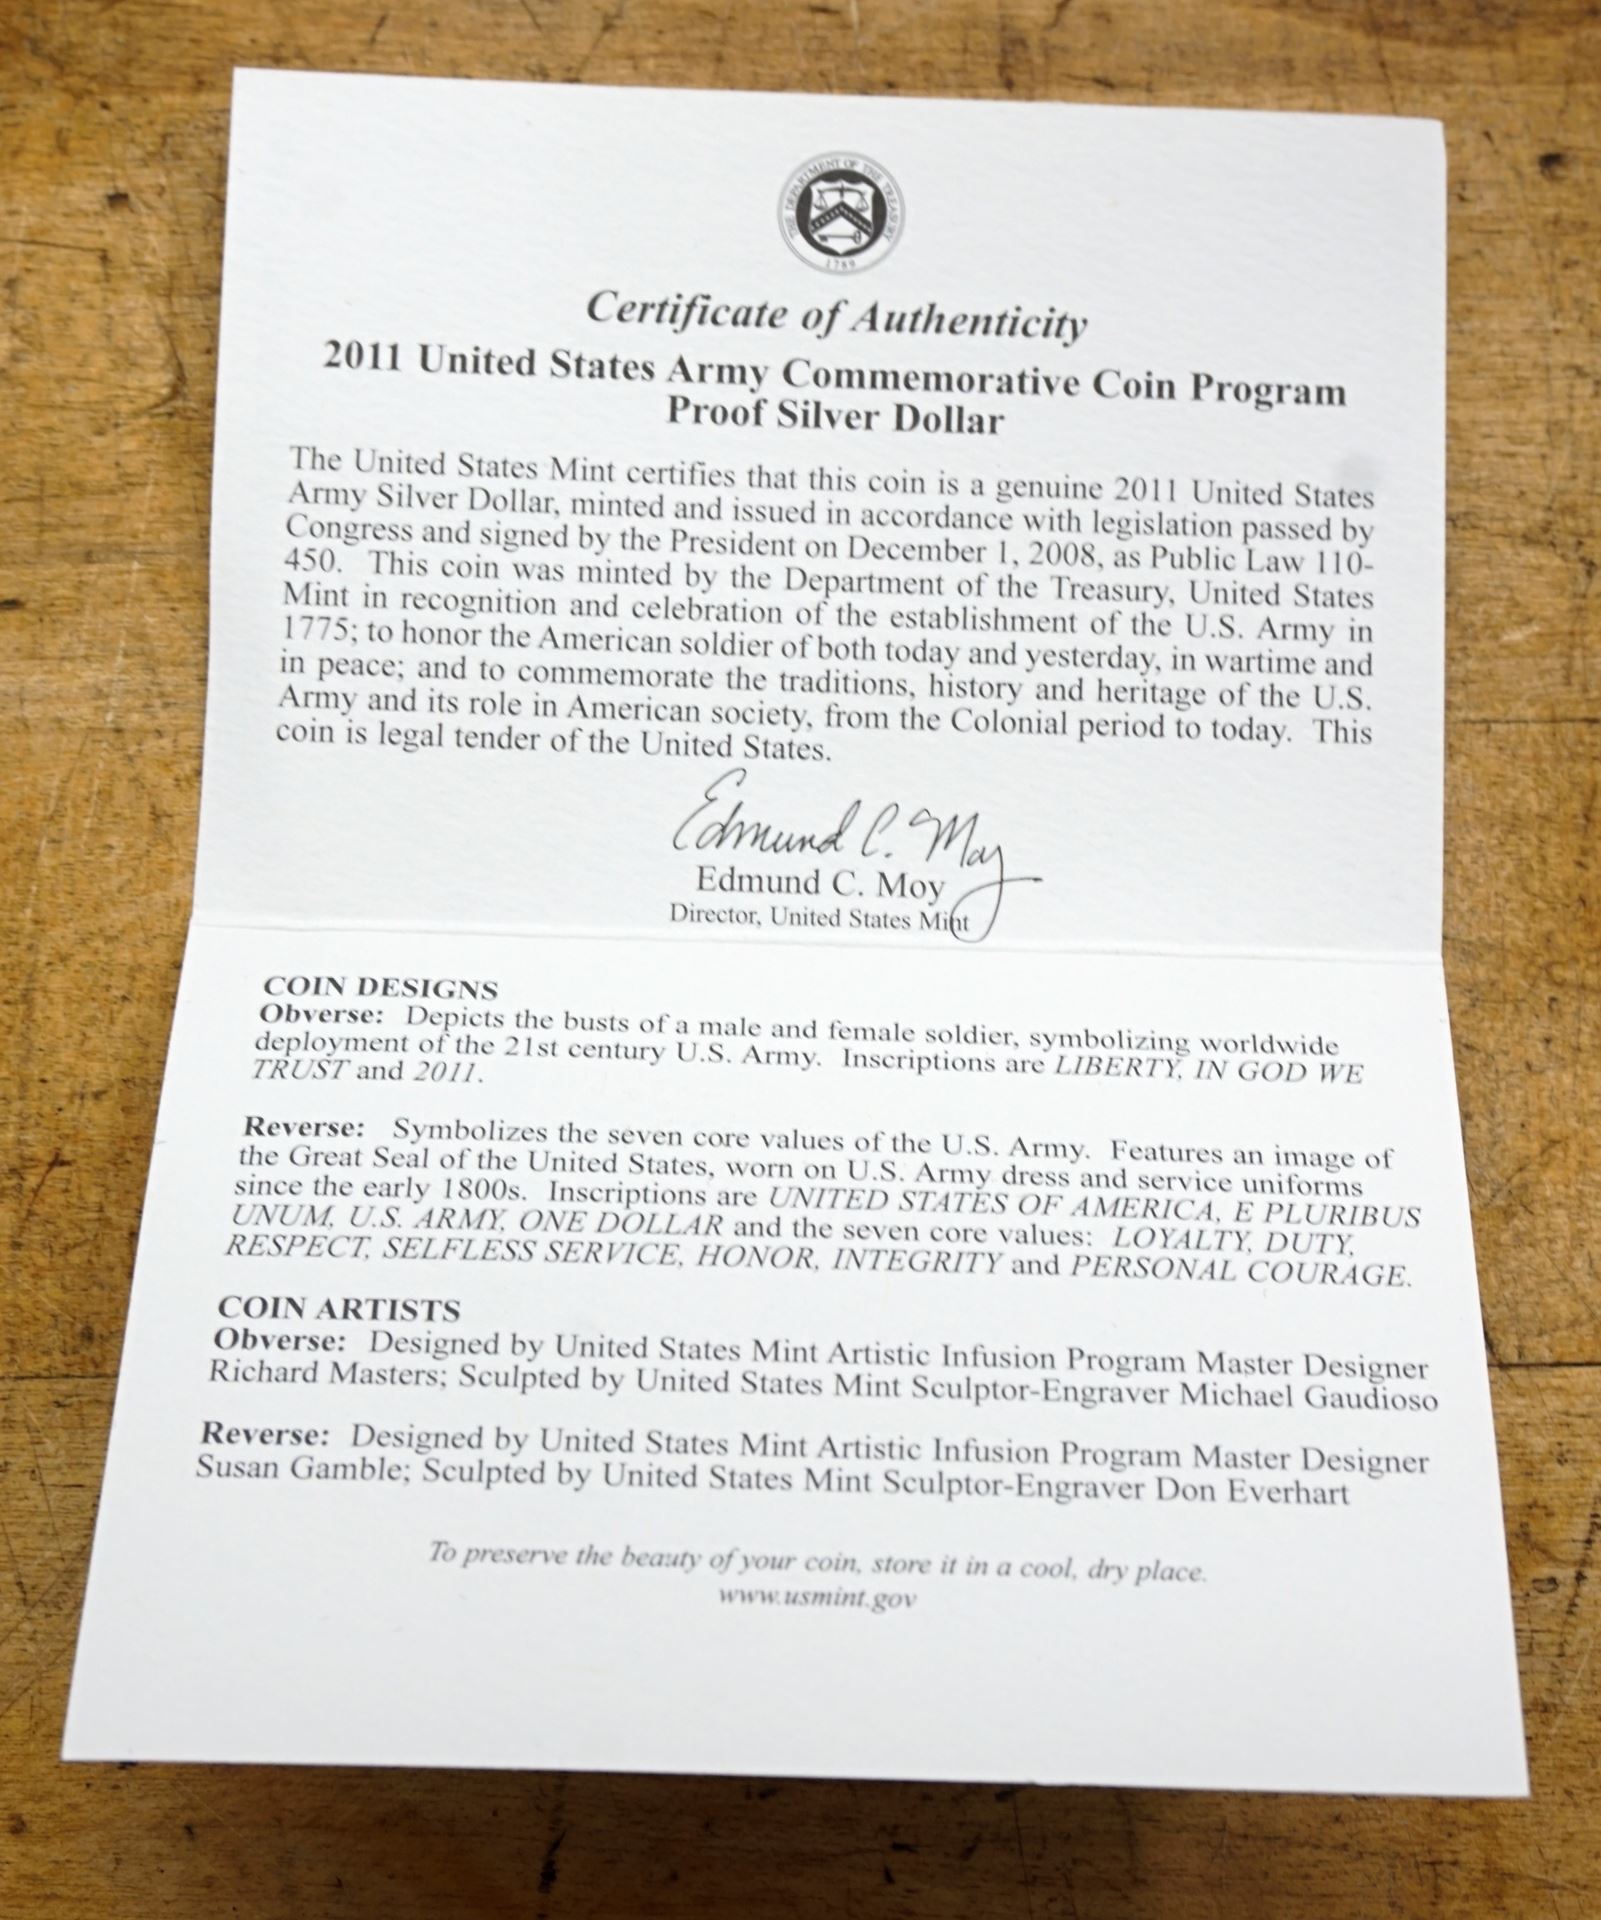 THE DEPARTMENT OF THE TREASURY
1789
Certificate of Authenticity
2011 United States Army Commemorative Coin Program
Proof Silver Dollar
The United States Mint certifies that this coin is a genuine 2011 United States
Army Silver Dollar, minted and issued in accordance with legislation passed by
Congress and signed by the President on December 1, 2008, as Public Law 110-
450. This coin was minted by the Department of the Treasury, United States
Mint in recognition and celebration of the establishment of the U.S. Army in
1775; to honor the American soldier of both today and yesterday, in wartime and
in peace; and to commemorate the traditions, history and heritage of the U.S.
Army and its role in American society, from the Colonial period to today. This
coin is legal tender of the United States.
Edmund C. Moy
Edmund C. Moy
Director, United States Mint
COIN DESIGNS
Obverse: Depicts the busts of a male and female soldier, symbolizing worldwide
deployment of the 21st century U.S. Army. Inscriptions are LIBERTY, IN GOD WE
TRUST and 2011.
Reverse: Symbolizes the seven core values of the U.S. Army. Features an image of
the Great Seal of the United States, worn on U.S. Army dress and service uniforms
since the early 1800s. Inscriptions are UNITED STATES OF AMERICA, E PLURIBUS
UNUM, U.S. ARMY, ONE DOLLAR and the seven core values: LOYALTY, DUTY,
RESPECT, SELFLESS SERVICE, HONOR, INTEGRITY and PERSONAL COURAGE.
COIN ARTISTS
Obverse: Designed by United States Mint Artistic Infusion Program Master Designer
Richard Masters; Sculpted by United States Mint Sculptor-Engraver Michael Gaudioso
Reverse: Designed by United States Mint Artistic Infusion Program Master Designer
Susan Gamble; Sculpted by United States Mint Sculptor-Engraver Don Everhart
To preserve the beauty of your coin, store it in a cool, dry place.
www.usmint.gov